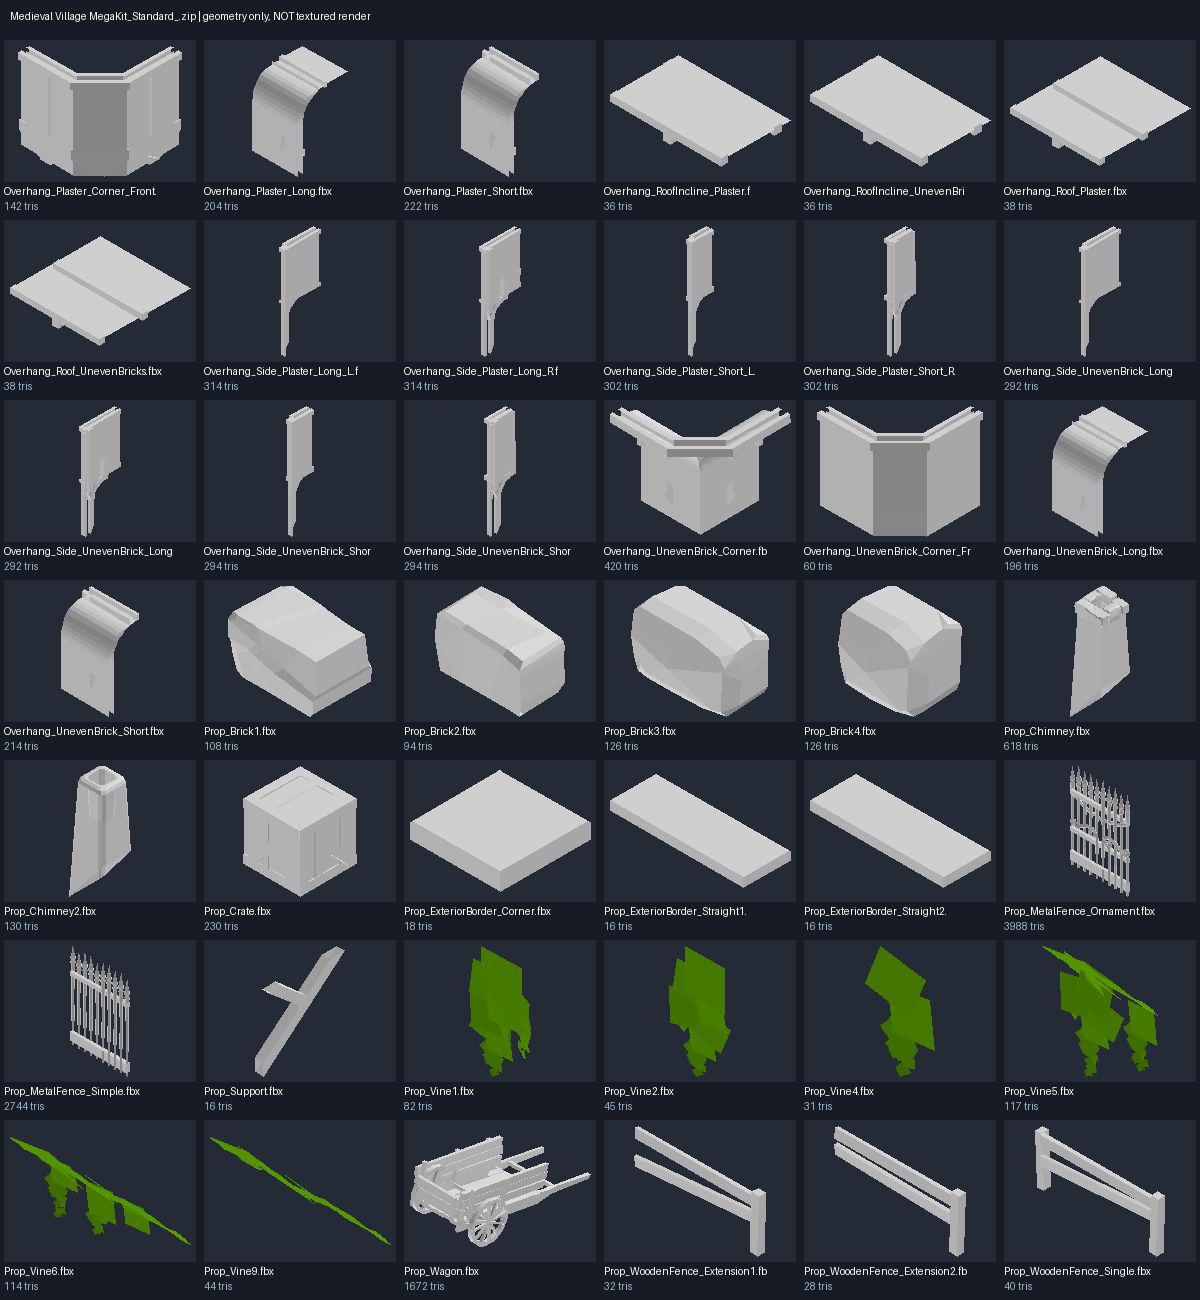 Medieval Village MegaKit_Standard_.zip | geometry only, NOT textured render
Overhang_Plaster_Corner_Front. Overhang_Plaster_Long.fbx Overhang_Plaster_Short.fbx Overhang_RoofIncline_Plaster.f Overhang_RoofIncline_UnevenBri Overhang_Roof_Plaster.fbx
142 tris 204 tris 222 tris 36 tris 36 tris 38 tris
Overhang_Roof_UnevenBricks.fbx Overhang_Side_Plaster_Long_L.f Overhang_Side_Plaster_Long_R.f Overhang_Side_Plaster_Short_L. Overhang_Side_Plaster_Short_R. Overhang_Side_UnevenBrick_Long
38 tris 314 tris 314 tris 302 tris 302 tris 292 tris
Overhang_Side_UnevenBrick_Long Overhang_Side_UnevenBrick_Shor Overhang_Side_UnevenBrick_Shor Overhang_UnevenBrick_Corner.fb Overhang_UnevenBrick_Corner_Fr Overhang_UnevenBrick_Long.fbx
292 tris 294 tris 294 tris 420 tris 60 tris 196 tris
Overhang_UnevenBrick_Short.fbx Prop_Brick1.fbx Prop_Brick2.fbx Prop_Brick3.fbx Prop_Brick4.fbx Prop_Chimney.fbx
214 tris 108 tris 94 tris 126 tris 126 tris 618 tris
Prop_Chimney2.fbx Prop_Crate.fbx Prop_ExteriorBorder_Corner.fbx Prop_ExteriorBorder_Straight1. Prop_ExteriorBorder_Straight2. Prop_MetalFence_Ornament.fbx
130 tris 230 tris 18 tris 16 tris 16 tris 3988 tris
Prop_MetalFence_Simple.fbx Prop_Support.fbx Prop_Vine1.fbx Prop_Vine2.fbx Prop_Vine4.fbx Prop_Vine5.fbx
2744 tris 16 tris 82 tris 45 tris 31 tris 117 tris
Prop_Vine6.fbx Prop_Vine9.fbx Prop_Wagon.fbx Prop_WoodenFence_Extension1.fb Prop_WoodenFence_Extension2.fb Prop_WoodenFence_Single.fbx
114 tris 44 tris 1672 tris 32 tris 28 tris 40 tris